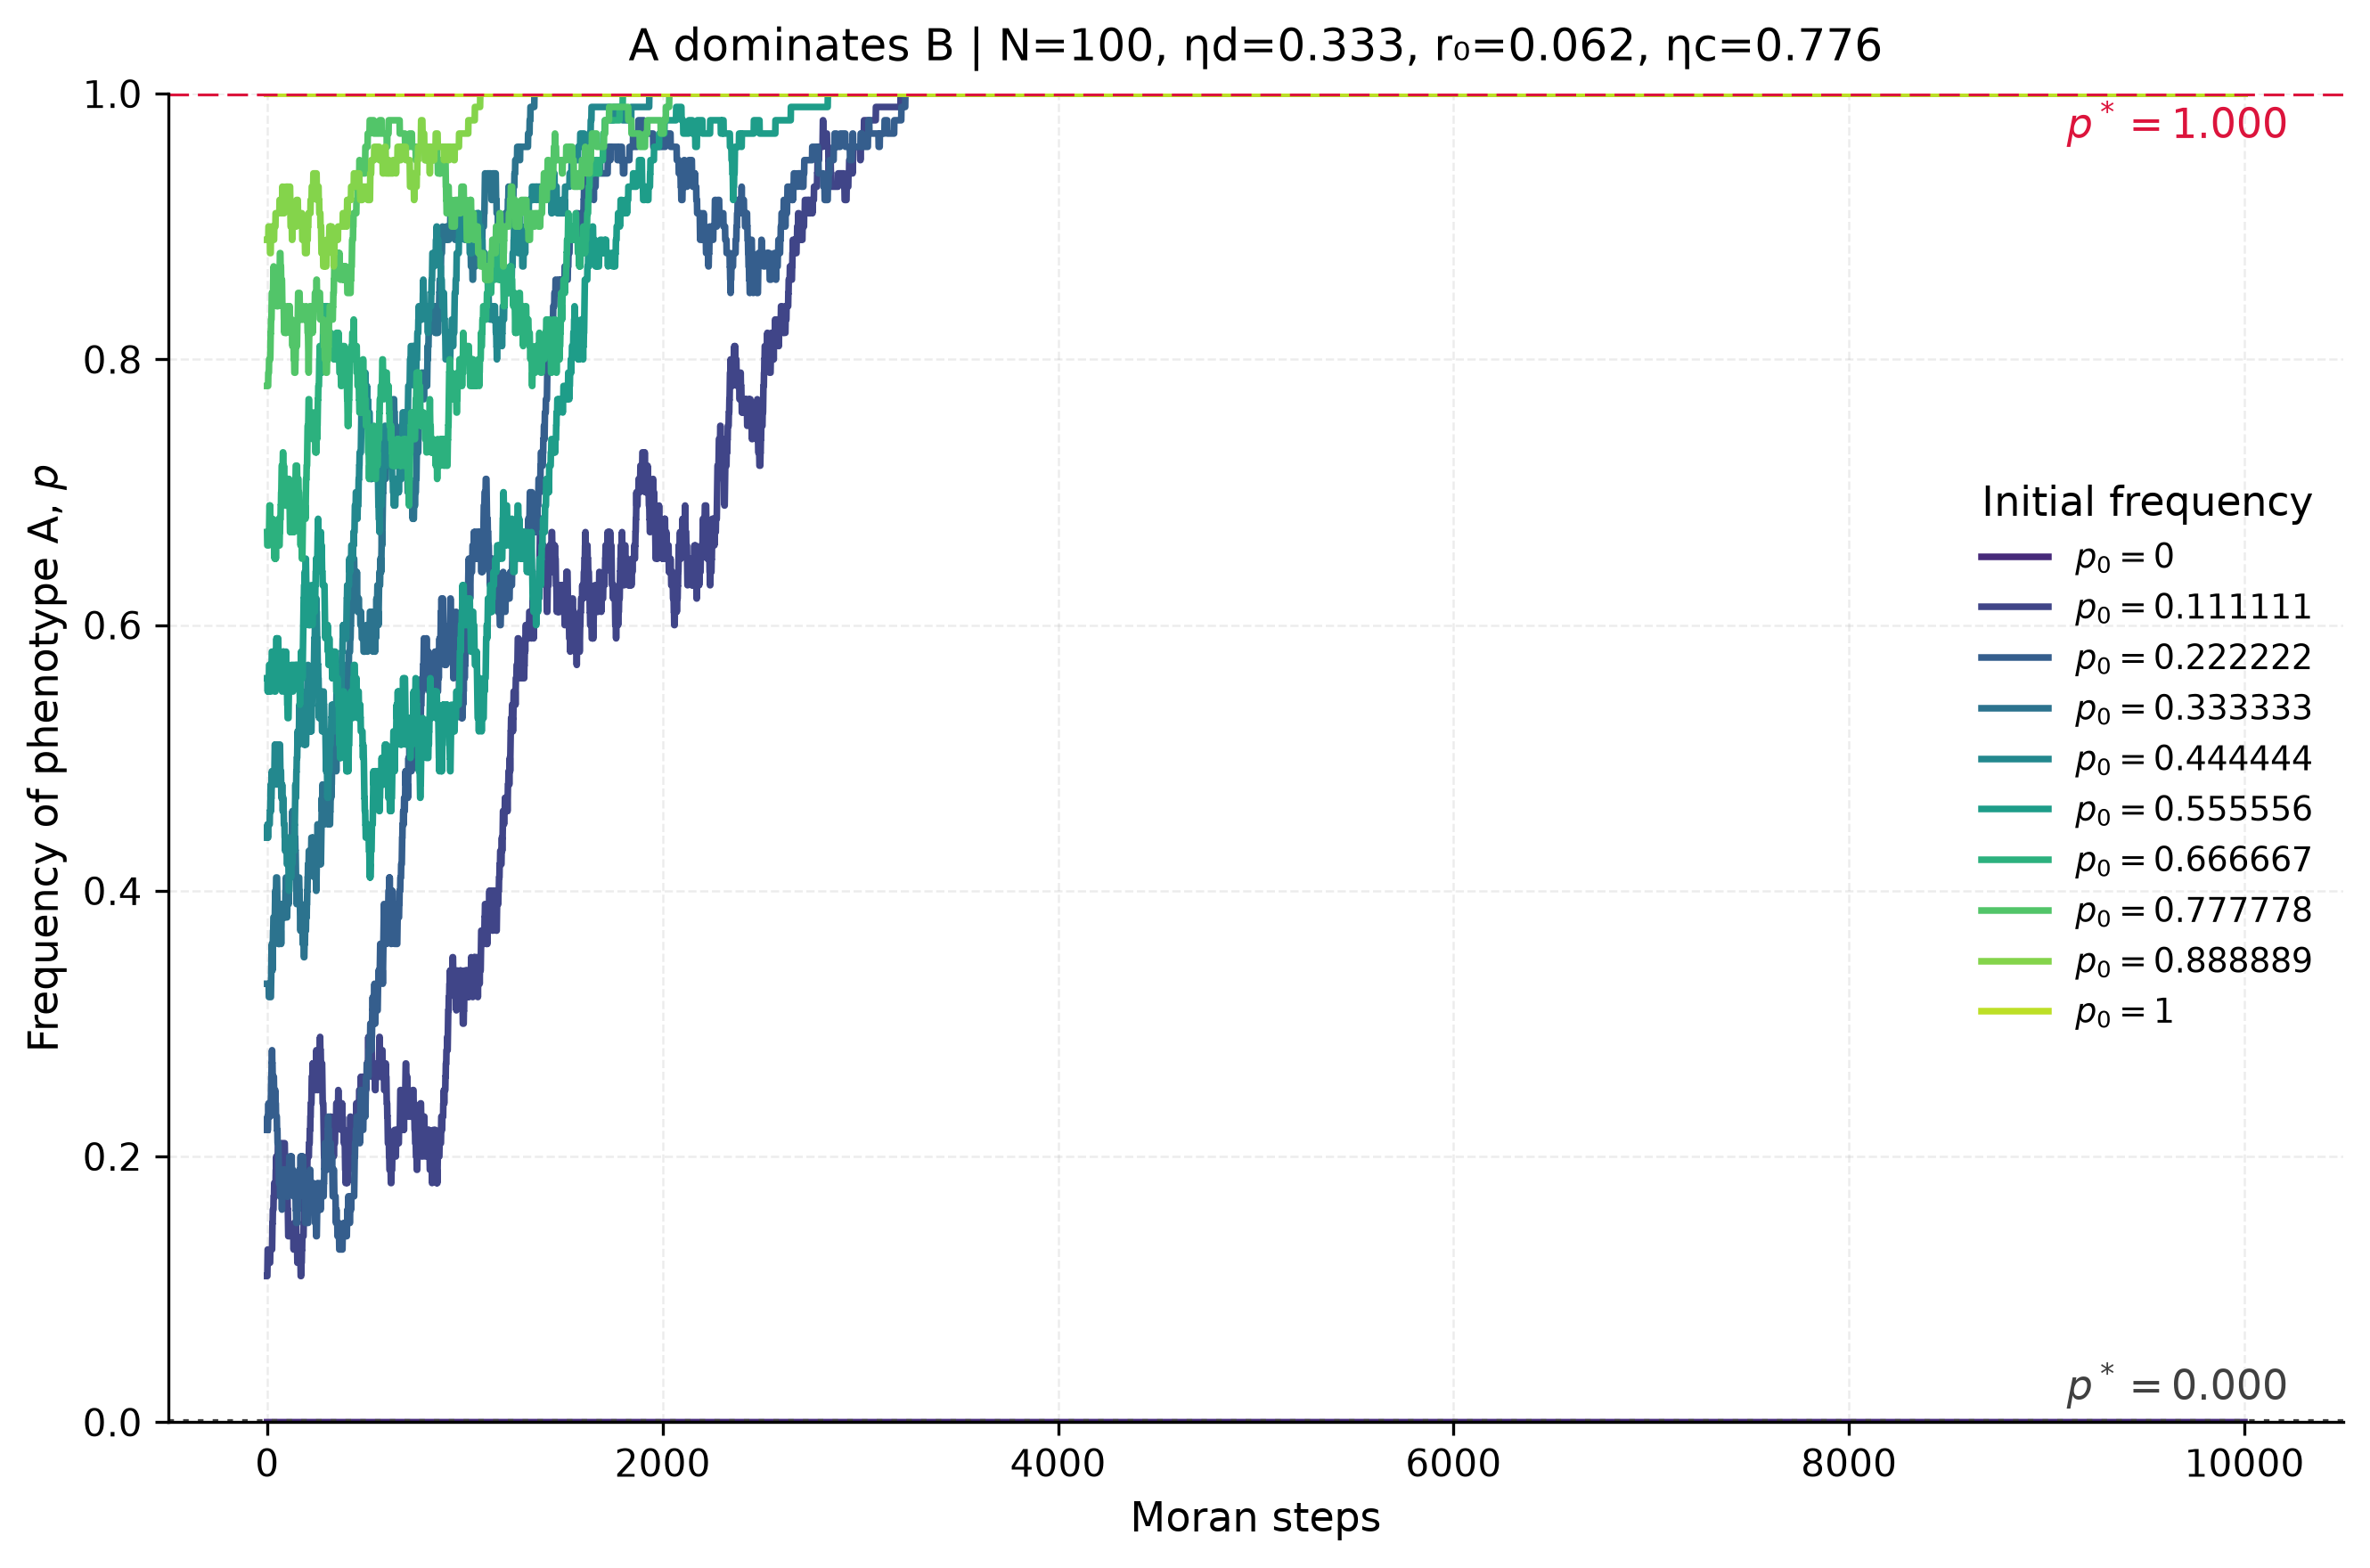 A dominates B | N=100, ηd=0.333, r₀=0.062, ηc=0.776
Frequency of phenotype A, p
1.0
0.8
0.6
0.4
0.2
0.0
p* = 1.000
Initial frequency
p₀ = 0
p₀ = 0.111111
p₀ = 0.222222
p₀ = 0.333333
p₀ = 0.444444
p₀ = 0.555556
p₀ = 0.666667
p₀ = 0.777778
p₀ = 0.888889
p₀ = 1
p* = 0.000
0 2000 4000 6000 8000 10000
Moran steps